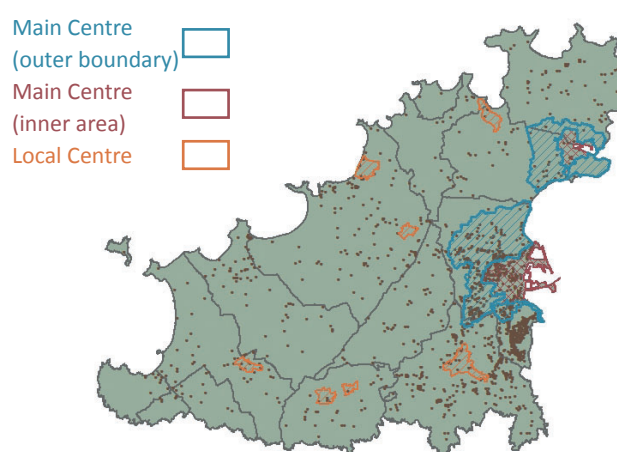 Main Centre
(outer boundary)
Main Centre
(inner area)
Local Centre